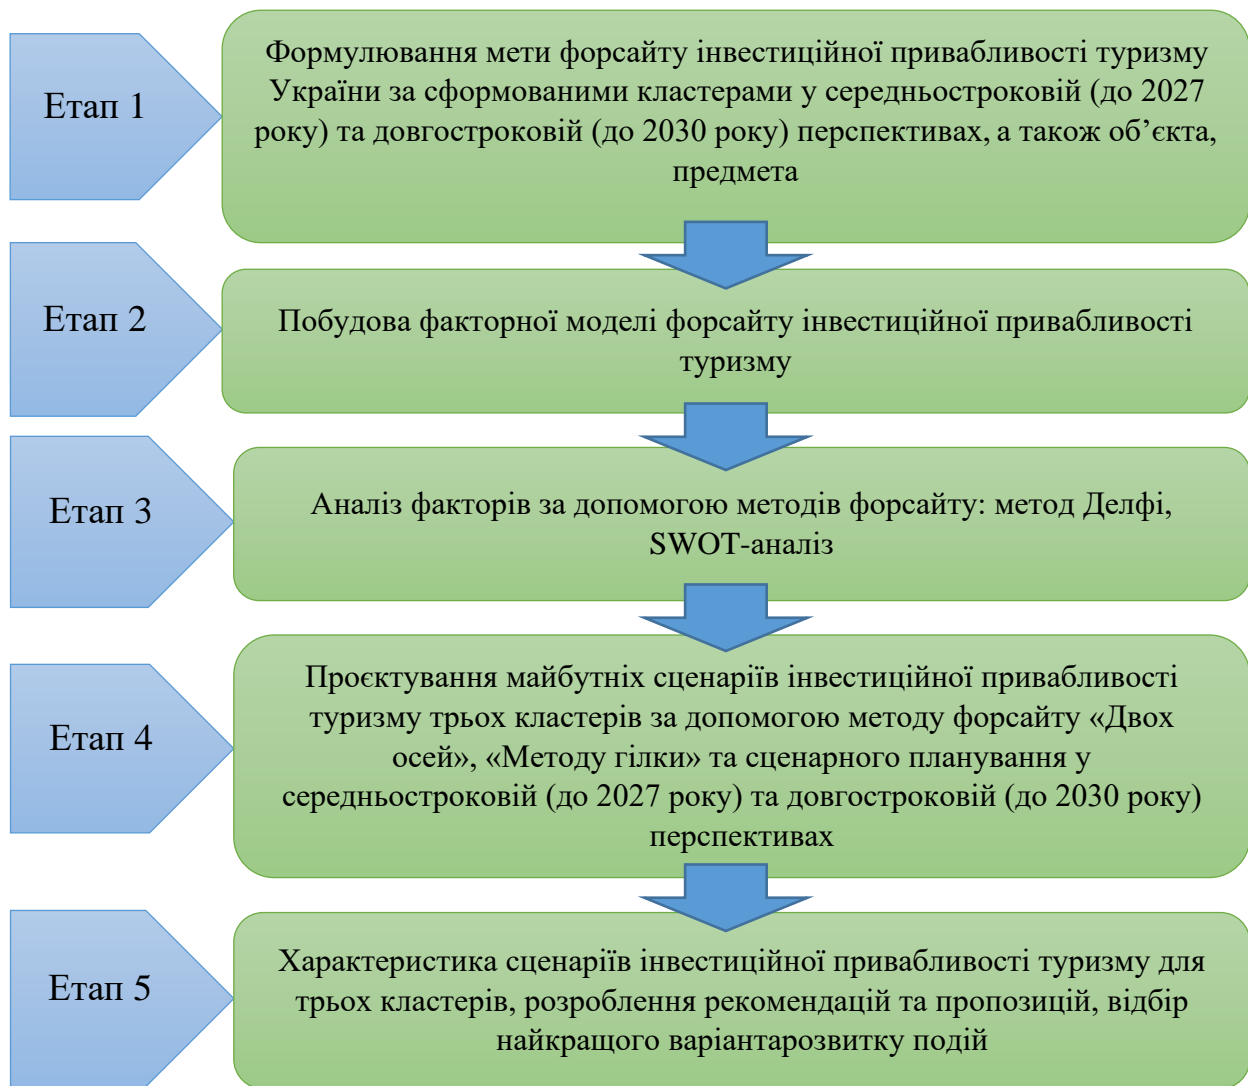 Етап 1
Формулювання мети форсайту інвестиційної привабливості туризму
України за сформованими кластерами у середньостроковій (до 2027
року) та довгостроковій (до 2030 року) перспективах, а також об’єкта,
предмета
Етап 2
Побудова факторної моделі форсайту інвестиційної привабливості
туризму
Етап 3
Аналіз факторів за допомогою методів форсайту: метод Делфі,
SWOT-аналіз
Етап 4
Проєктування майбутніх сценаріїв інвестиційної привабливості
туризму трьох кластерів за допомогою методу форсайту «Двох
осей», «Методу гілки» та сценарного планування у
середньостроковій (до 2027 року) та довгостроковій (до 2030 року)
перспективах
Етап 5
Характеристика сценаріїв інвестиційної привабливості туризму для
трьох кластерів, розроблення рекомендацій та пропозицій, відбір
найкращого варіантарозвитку подій